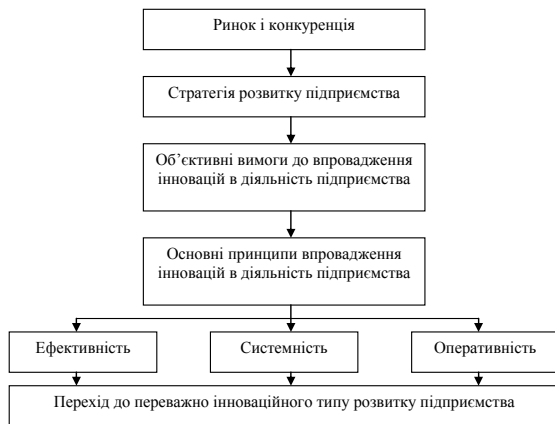 Ринок і конкуренція
Стратегія розвитку підприємства
Об’єктивні вимоги до впровадження
інновацій в діяльність підприємства
Основні принципи впровадження
інновацій в діяльність підприємства
Ефективність
Системність
Оперативність
Перехід до переважно інноваційного типу розвитку підприємства